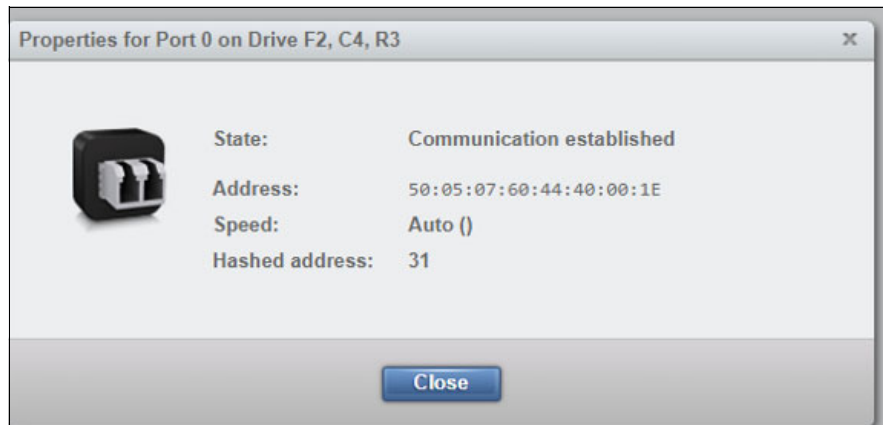 Properties for Port 0 on Drive F2, C4, R3
State: Communication established
Address: 50:05:07:60:44:40:00:1E
Speed: Auto ()
Hashed address: 31
Close